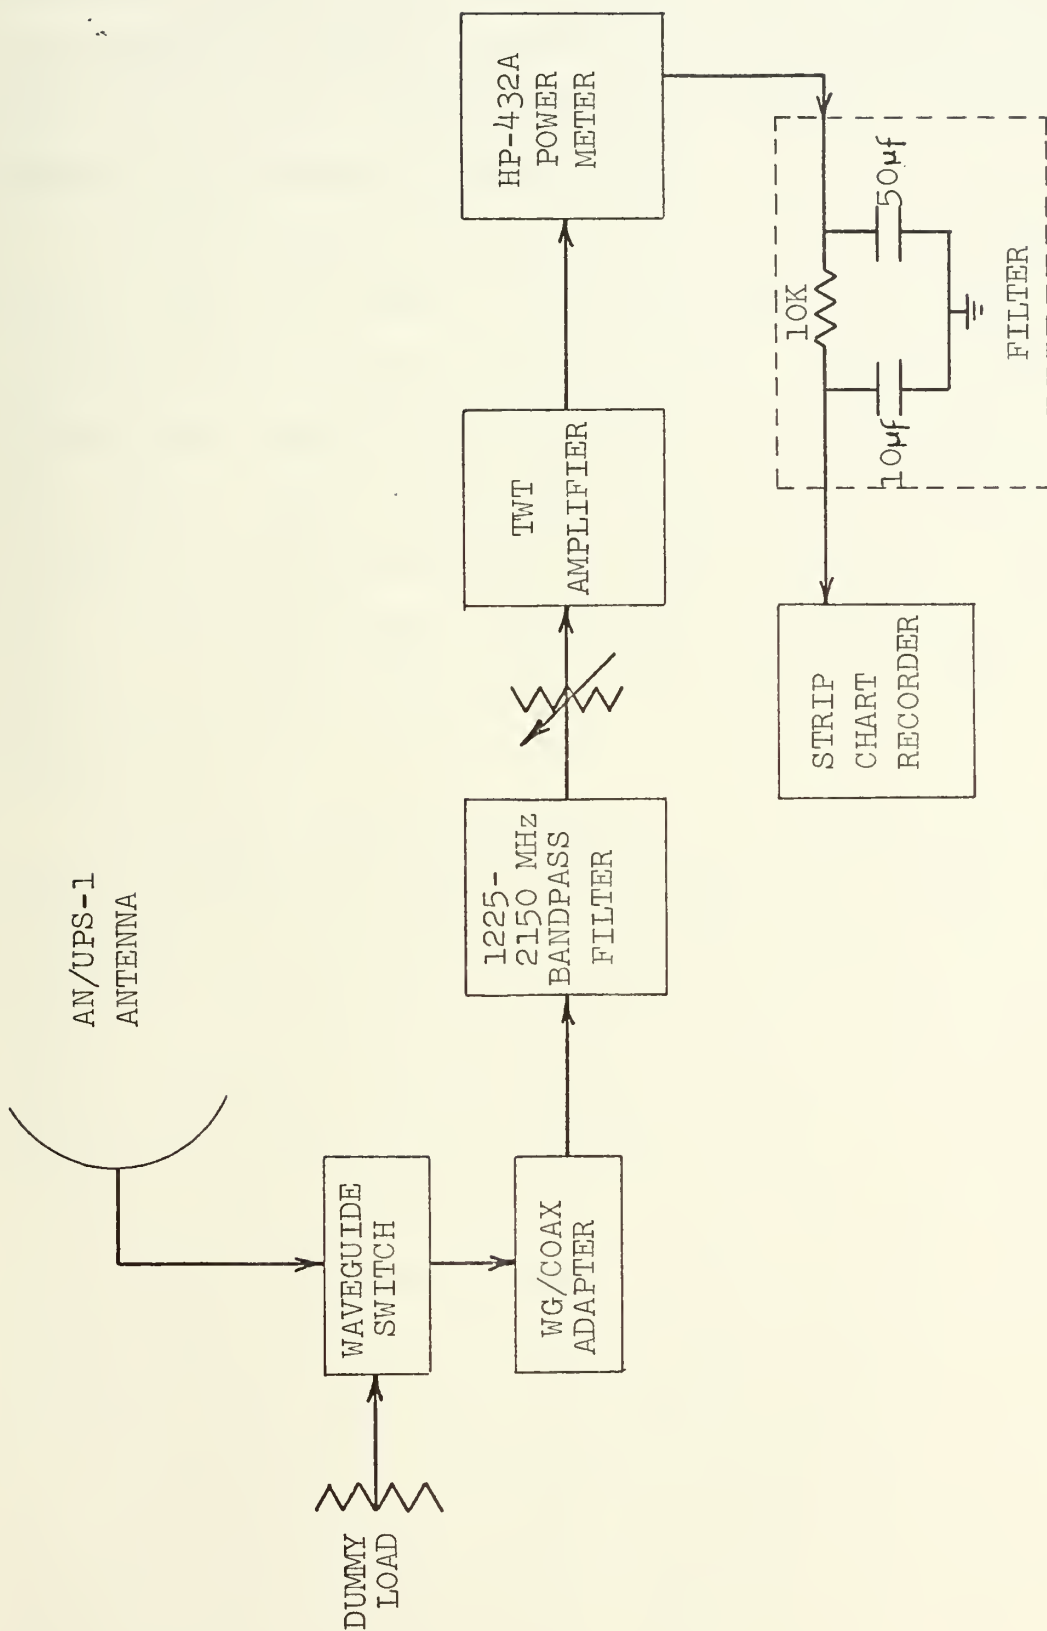 AN/UPS-1
ANTENNA
DUMMY
LOAD
WAVEGUIDE
SWITCH
WG/COAX
ADAPTER
1225-
2150 MHz
BANDPASS
FILTER
TWT
AMPLIFIER
HP-432A
POWER
METER
STRIP
CHART
RECORDER
10µf
10K
50µf
FILTER